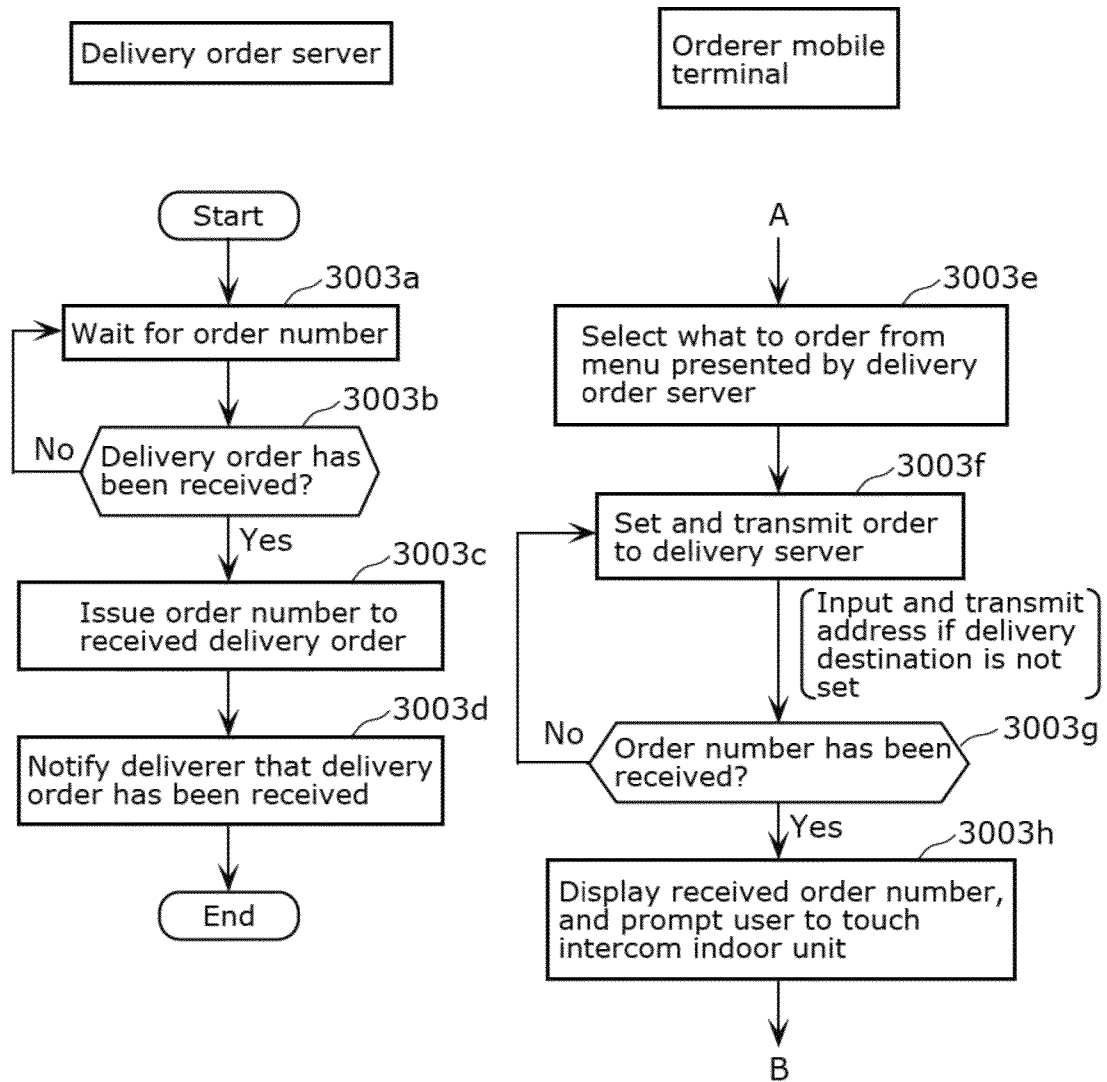 Delivery order server
Start
3003a
Wait for order number
3003b
No
Delivery order has
been received?
Yes
3003c
Issue order number to
received delivery order
3003d
Notify deliverer that delivery
order has been received
End
Orderer mobile
terminal
A
3003e
Select what to order from
menu presented by delivery
order server
3003f
Set and transmit order
to delivery server
Input and transmit
address if delivery
destination is not
set
No
3003g
Order number has been
received?
Yes
3003h
Display received order number,
and prompt user to touch
intercom indoor unit
B